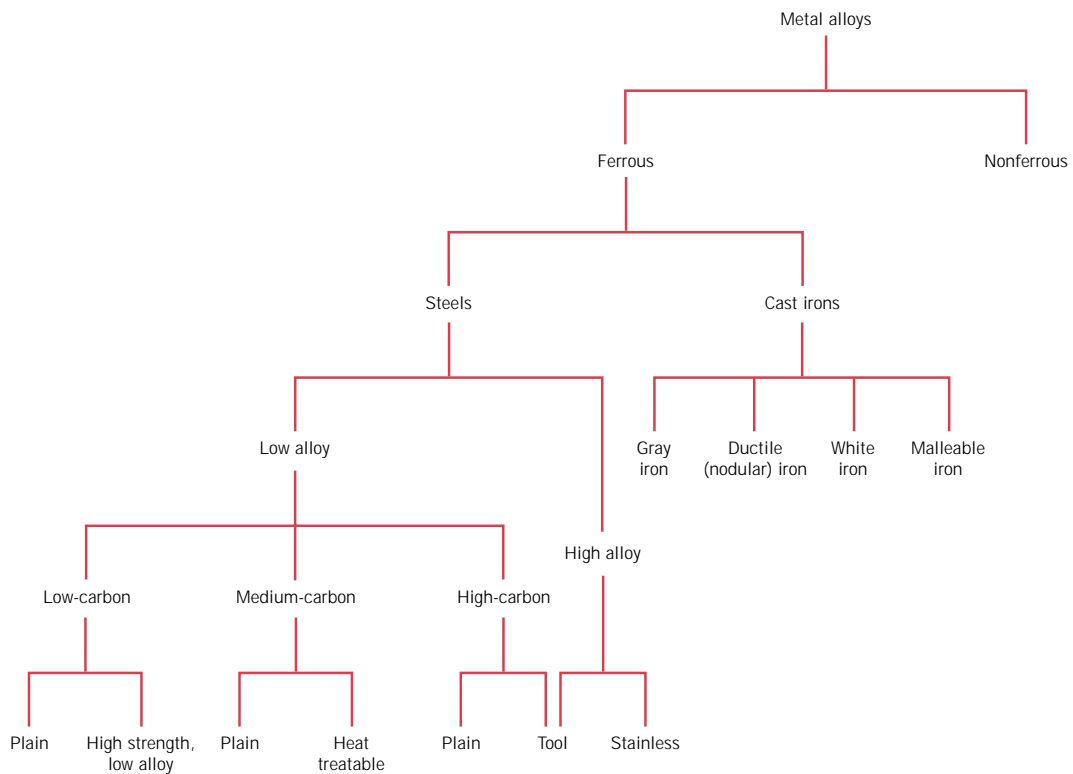 Metal alloys
Ferrous
Nonferrous
Steels
Cast irons
Low alloy
Gray
iron
Ductile
(nodular) iron
White
iron
Malleable
iron
High alloy
Low-carbon
Medium-carbon
High-carbon
Plain
High strength,
low alloy
Plain
Heat
treatable
Plain
Tool
Stainless